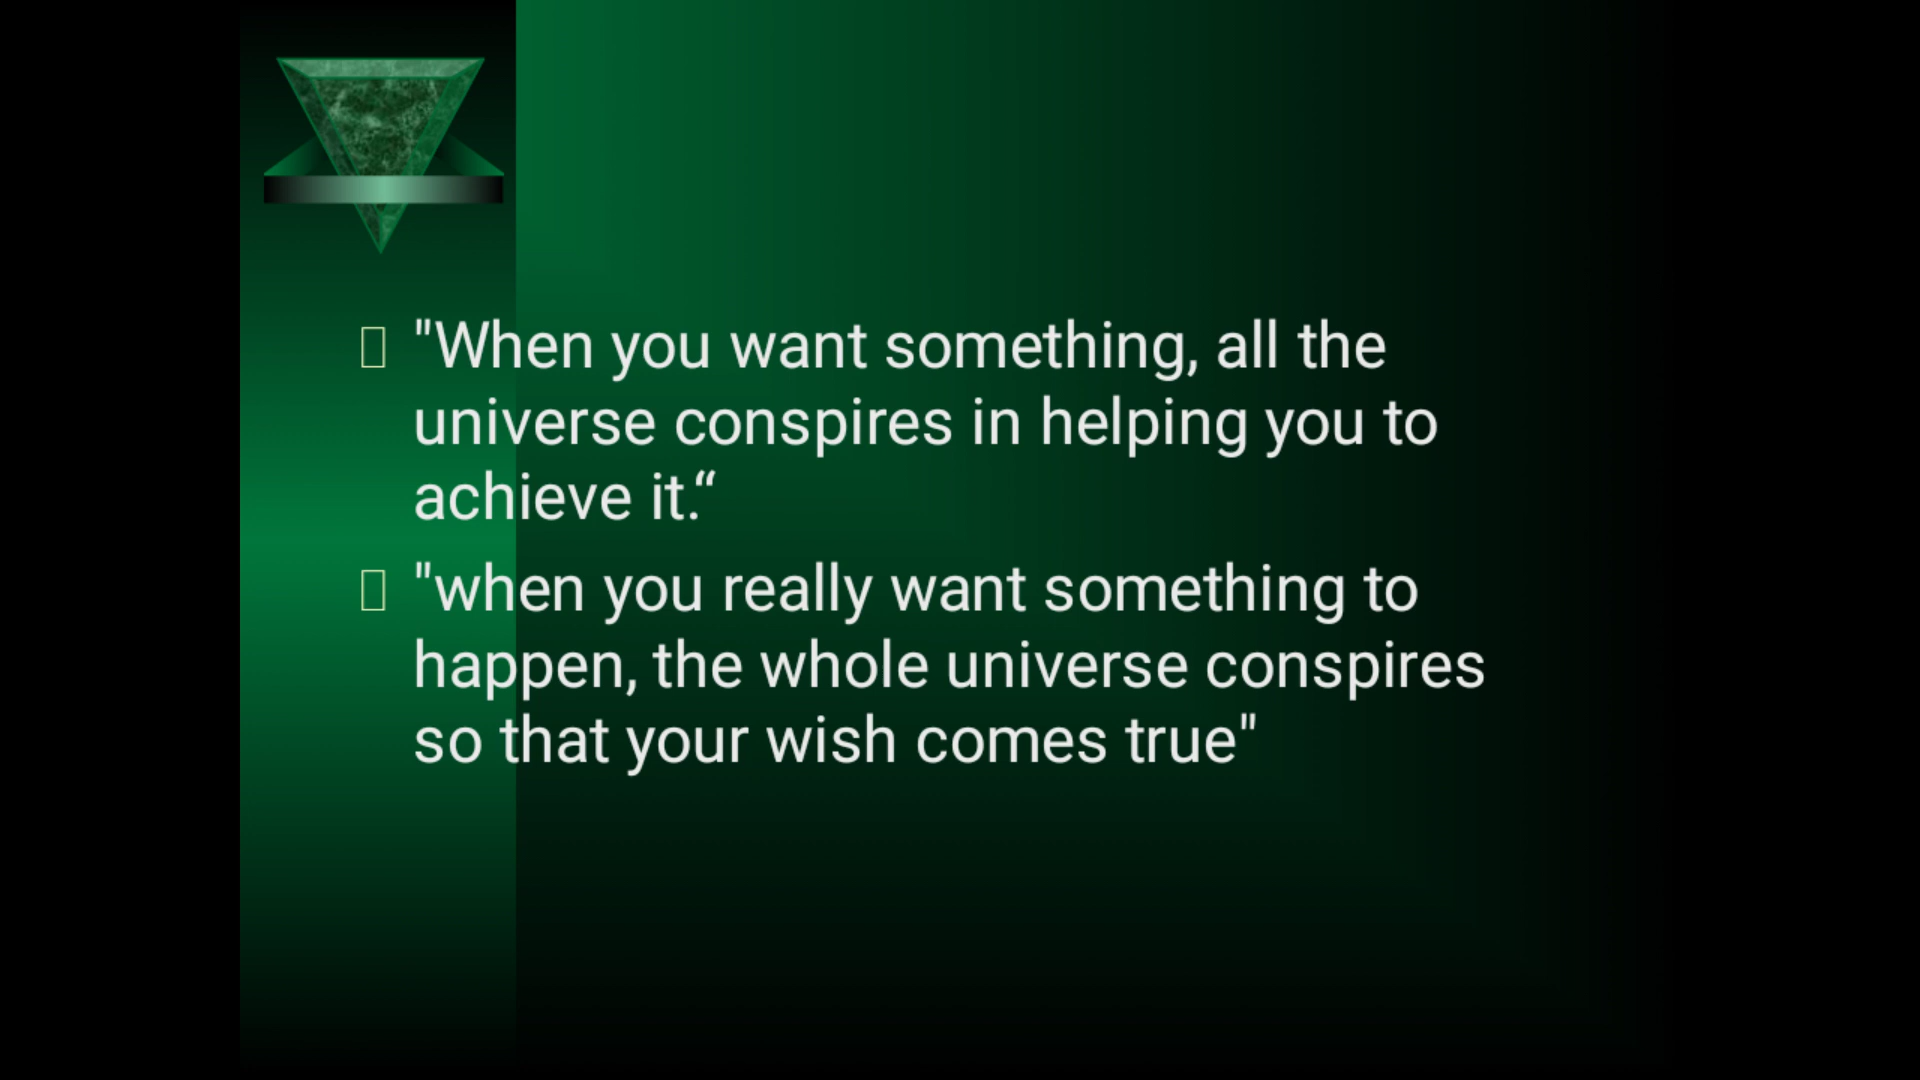 "When you want something, all the
universe conspires in helping you to
achieve it.“
"when you really want something to
happen, the whole universe conspires
so that your wish comes true"